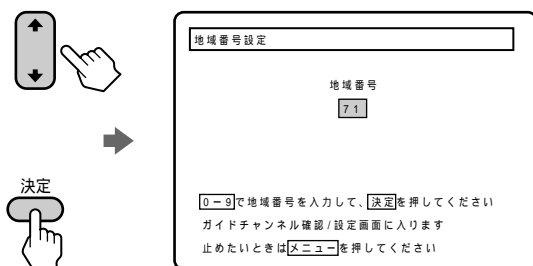 地域番号設定
地域番号
71
0-9で地域番号を入力して、決定を押してください
ガイドチャンネル確認/設定画面に入ります
止めたいときはメニューを押してください
決定